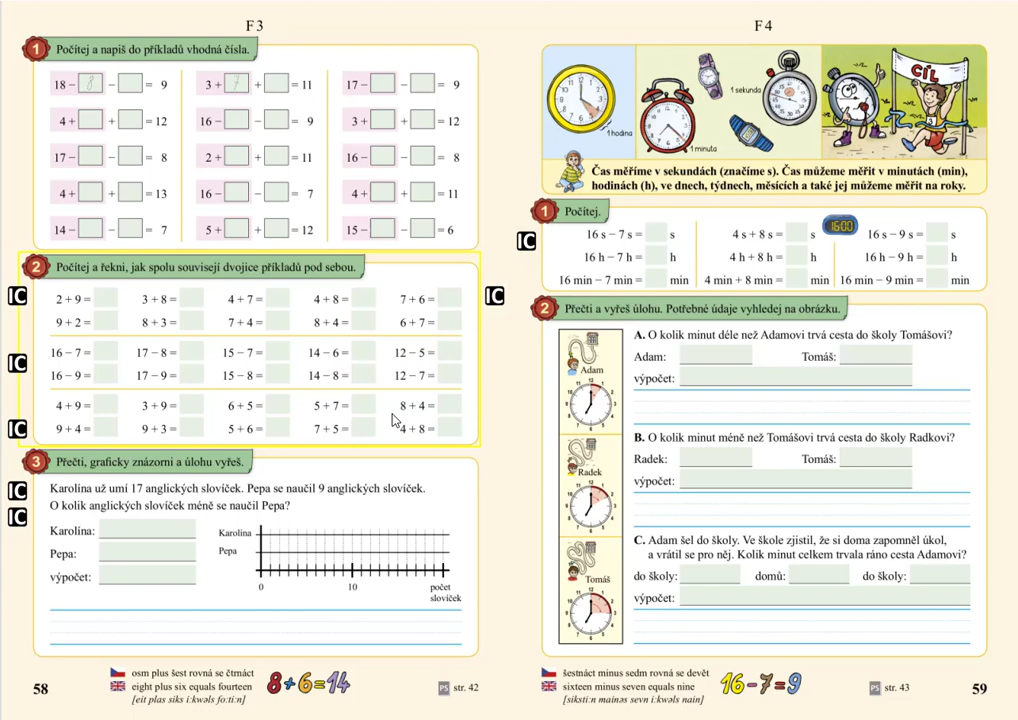 F 3
1 Počítej a napiš do příkladů vhodná čísla.
18 − 8 − = 9
3 + 7 + = 11
17 − − = 9
4 + + = 12
16 − − = 9
3 + + = 12
17 − − = 8
2 + + = 11
16 − − = 8
4 + + = 13
16 − − = 7
4 + + = 11
14 − − = 7
5 + + = 12
15 − − = 6
2 Počítej a řekni, jak spolu souvisejí dvojice příkladů pod sebou.
2 + 9 = 3 + 8 = 4 + 7 = 4 + 8 = 7 + 6 =
9 + 2 = 8 + 3 = 7 + 4 = 8 + 4 = 6 + 7 =
16 − 7 = 17 − 8 = 15 − 7 = 14 − 6 = 12 − 5 =
16 − 9 = 17 − 9 = 15 − 8 = 14 − 8 = 12 − 7 =
4 + 9 = 3 + 9 = 6 + 5 = 5 + 7 = 8 + 4 =
9 + 4 = 9 + 3 = 5 + 6 = 7 + 5 = 4 + 8 =
IC
IC
IC
IC
3 Přečti, graficky znázorni a úlohu vyřeš.
IC
IC
Karolína už umí 17 anglických slovíček. Pepa se naučil 9 anglických slovíček.
O kolik anglických slovíček méně se naučil Pepa?
Karolína:
Pepa:
výpočet:
Karolína
Pepa
0 10 počet
slovíček
osm plus šest rovná se čtrnáct
eight plus six equals fourteen
[eit plas siks i:kwəls fo:ti:n]
8+6=14
58
PS str. 42
F 4
1 hodina
1 minuta
1 sekunda
CÍL
Čas měříme v sekundách (značíme s). Čas můžeme měřit v minutách (min),
hodinách (h), ve dnech, týdnech, měsících a také jej můžeme měřit na roky.
1 Počítej.
IC
16:00
16 s − 7 s = s 4 s + 8 s = s 16 s − 9 s = s
16 h − 7 h = h 4 h + 8 h = h 16 h − 9 h = h
16 min − 7 min = min 4 min + 8 min = min 16 min − 9 min = min
2 Přečti a vyřeš úlohu. Potřebné údaje vyhledej na obrázku.
Adam
Radek
Tomáš
A. O kolik minut déle než Adamovi trvá cesta do školy Tomášovi?
Adam: Tomáš:
výpočet:
B. O kolik minut méně než Tomášovi trvá cesta do školy Radkovi?
Radek: Tomáš:
výpočet:
C. Adam šel do školy. Ve škole zjistil, že si doma zapomněl úkol,
a vrátil se pro něj. Kolik minut celkem trvala ráno cesta Adamovi?
do školy: domů: do školy:
výpočet:
šestnáct minus sedm rovná se devět
sixteen minus seven equals nine
[siksti:n mainəs sevn i:kwəls nain]
16−7=9
PS str. 43
59